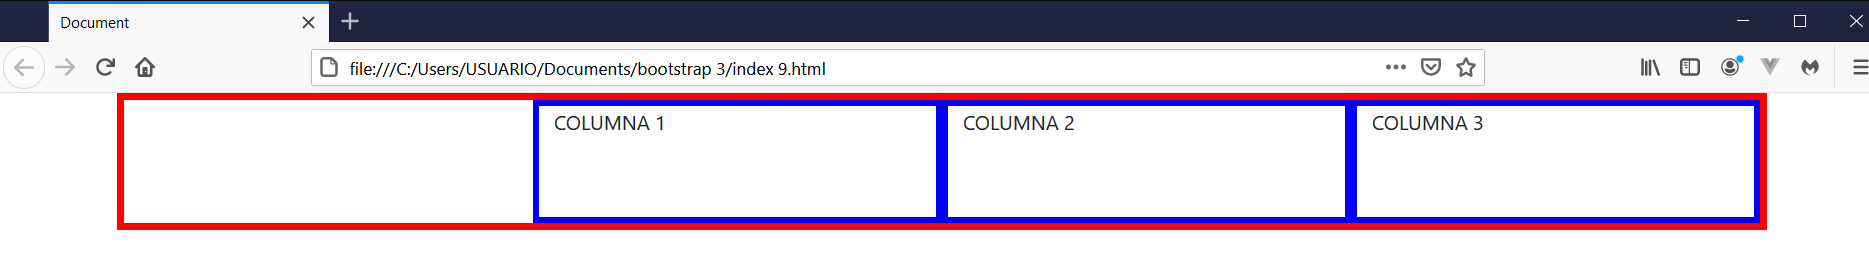 Document
file:///C:/Users/USUARIO/Documents/bootstrap 3/index 9.html
COLUMNA 1
COLUMNA 2
COLUMNA 3